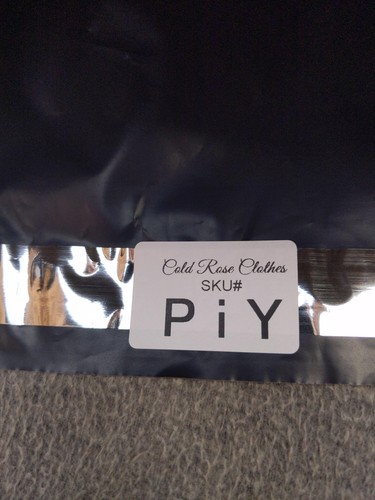 Cold Rose Clothes
SKU#
PiY